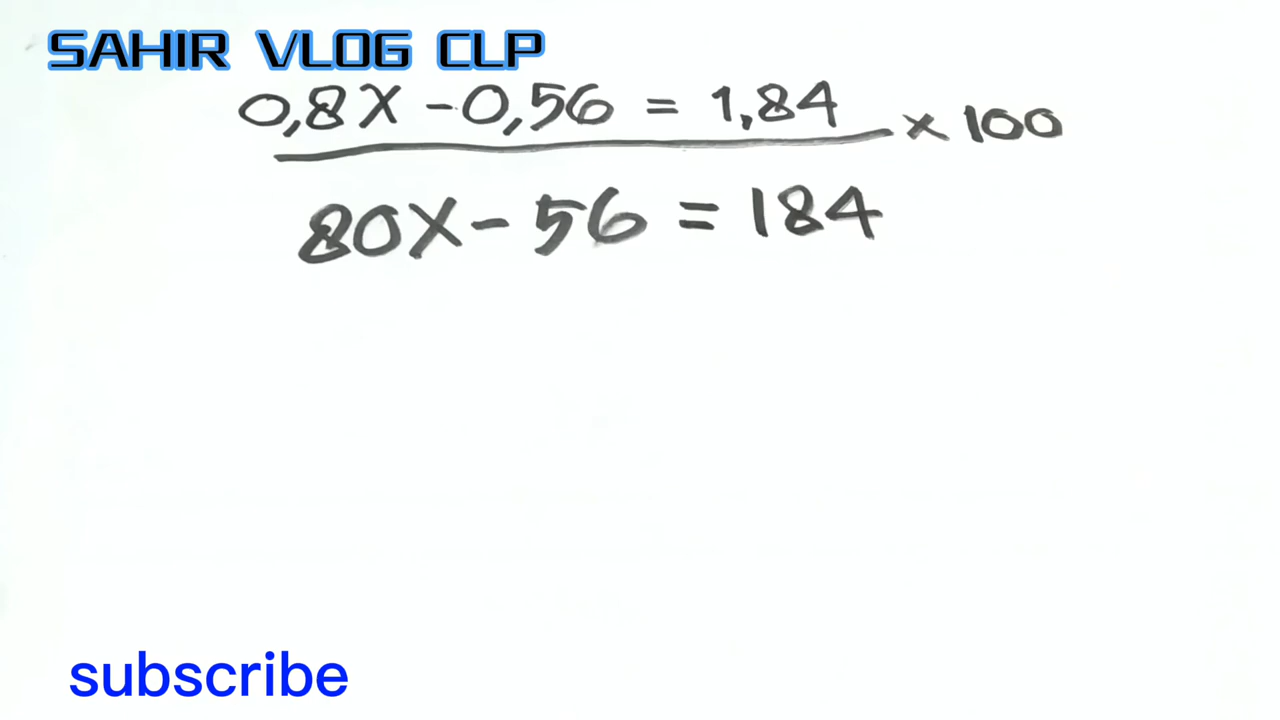 SAHIR VLOG CLP
0,8X - 0,56 = 1,84
× 100
80X - 56 = 184
subscribe